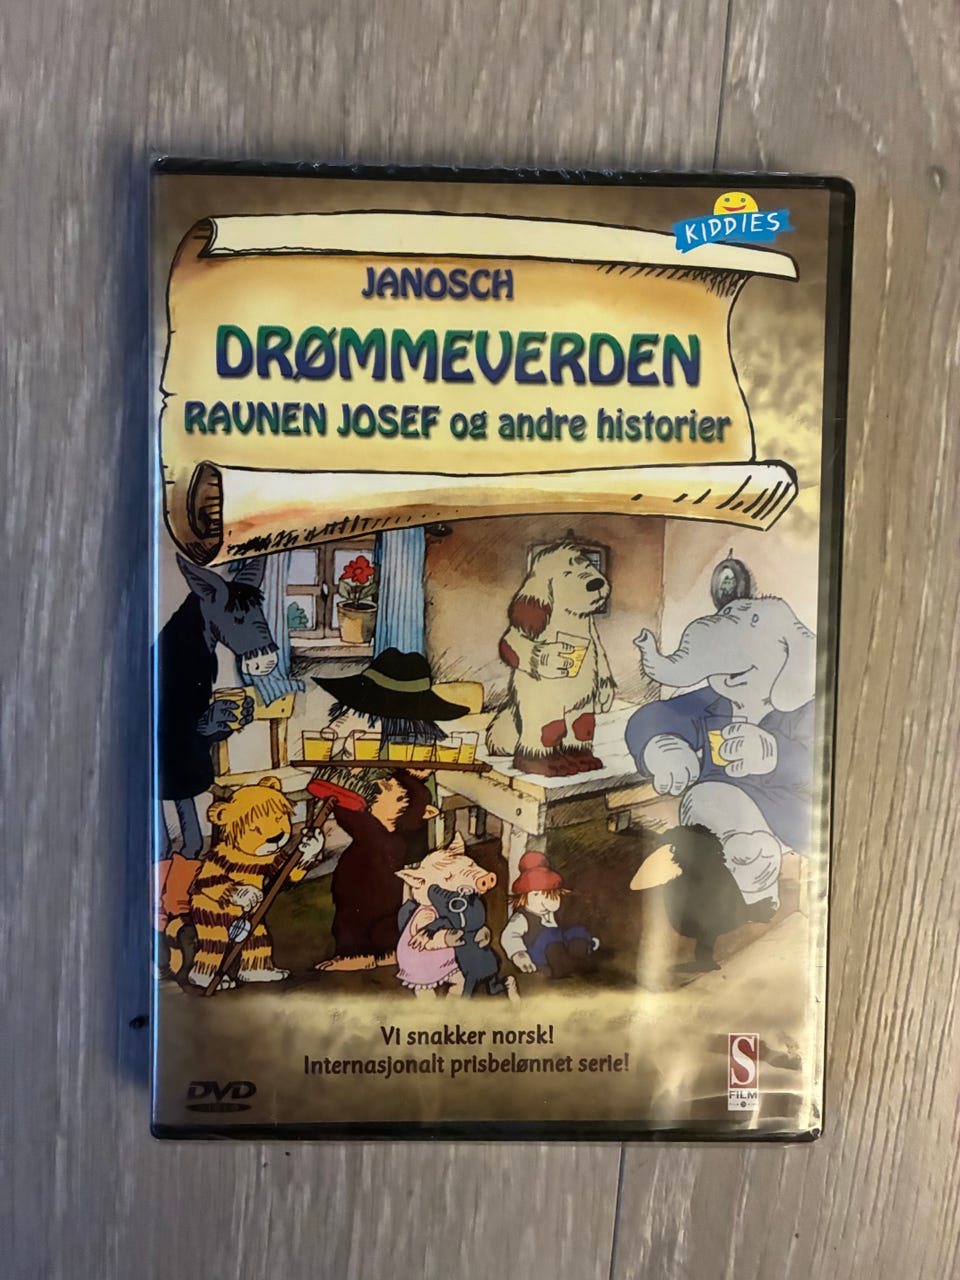 KIDDIES
JANOSCH
DRØMMEVERDEN
RAVNEN JOSEF og andre historier
Vi snakker norsk!
Internasjonalt prisbelønnet serie!
DVD
S
FILM